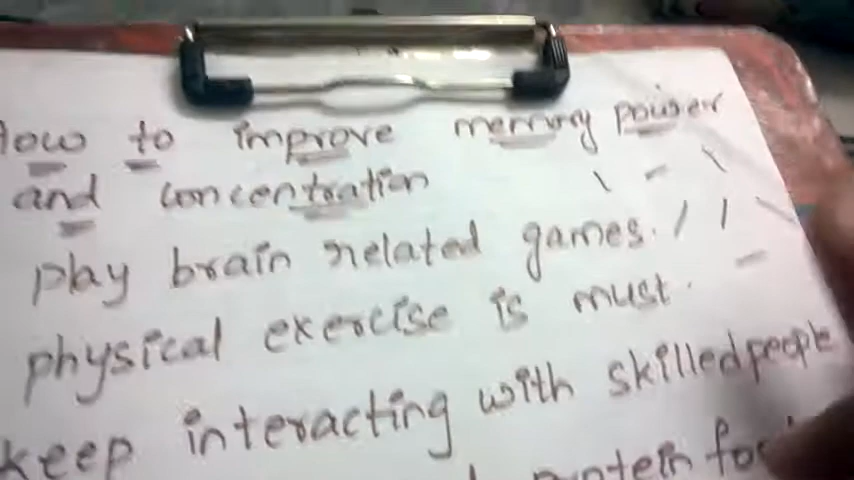 How to improve memory power
and concentration
play brain related games.
physical exercise is must.
keep interacting with skilled people
protein